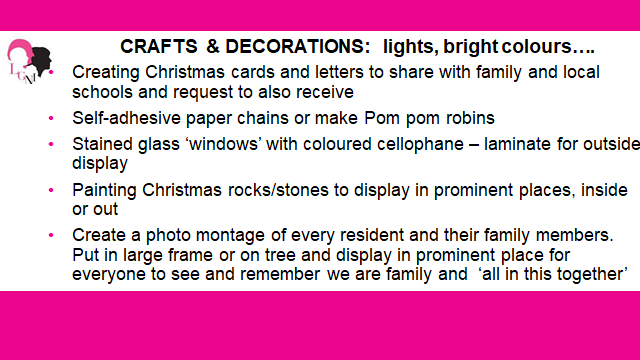 CRAFTS & DECORATIONS: lights, bright colours….
LGM
• Creating Christmas cards and letters to share with family and local
schools and request to also receive
• Self-adhesive paper chains or make Pom pom robins
• Stained glass ‘windows’ with coloured cellophane – laminate for outside
display
• Painting Christmas rocks/stones to display in prominent places, inside
or out
• Create a photo montage of every resident and their family members.
Put in large frame or on tree and display in prominent place for
everyone to see and remember we are family and ‘all in this together’